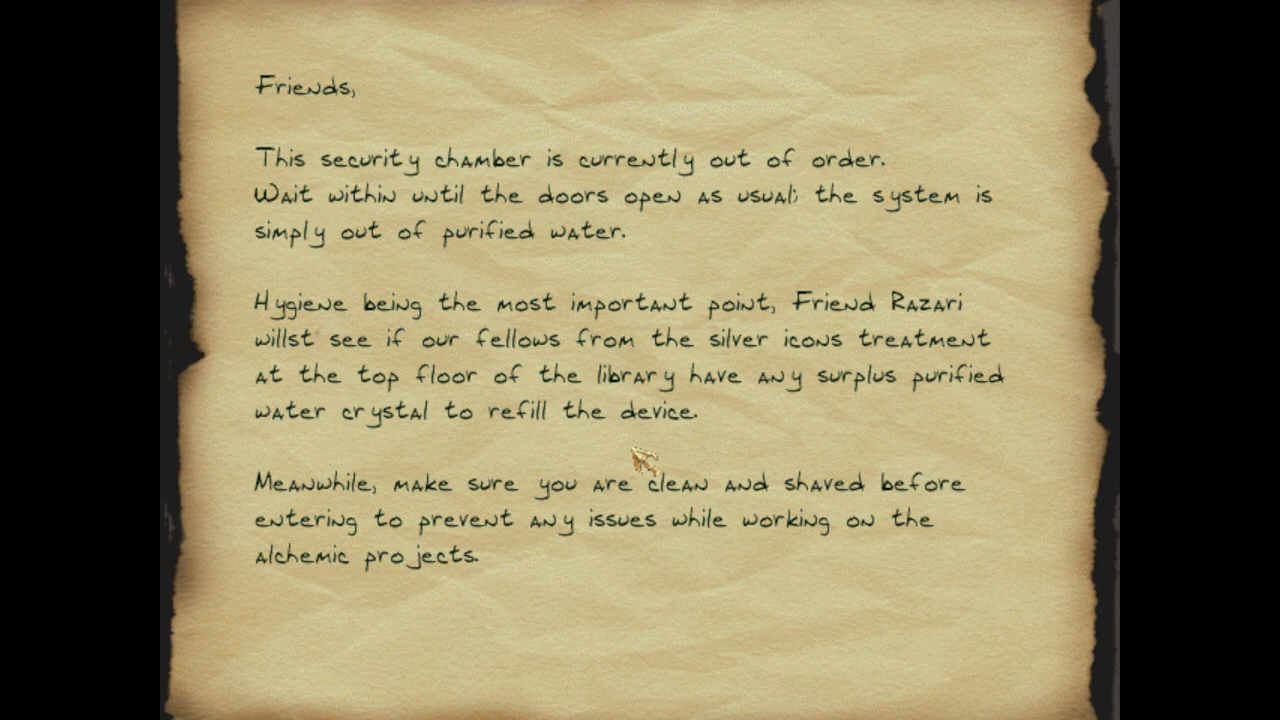 Friends,
This security chamber is currently out of order.
Wait within until the doors open as usual; the system is
simply out of purified water.
Hygiene being the most important point, Friend Razari
willst see if our fellows from the silver icons treatment
at the top floor of the library have any surplus purified
water crystal to refill the device.
Meanwhile, make sure you are clean and shaved before
entering to prevent any issues while working on the
alchemic projects.